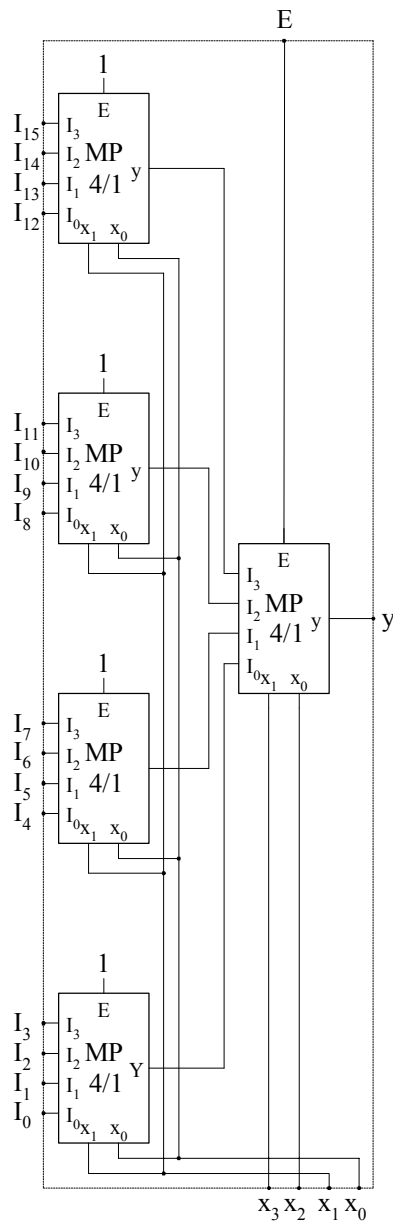 E
1
E
I₁₅ I₃
I₁₄ I₂ MP y
I₁₃ I₁ 4/1
I₁₂ I₀ x₁ x₀
1
E
I₁₁ I₃
I₁₀ I₂ MP y
I₉ I₁ 4/1
I₈ I₀ x₁ x₀
E
I₃
I₂ MP
I₁ 4/1 y y
I₀ x₁ x₀
1
E
I₇ I₃
I₆ I₂ MP
I₅ I₁ 4/1
I₄ I₀ x₁ x₀
1
E
I₃ I₃
I₂ I₂ MP Y
I₁ I₁ 4/1
I₀ I₀ x₁ x₀
x₃ x₂ x₁ x₀